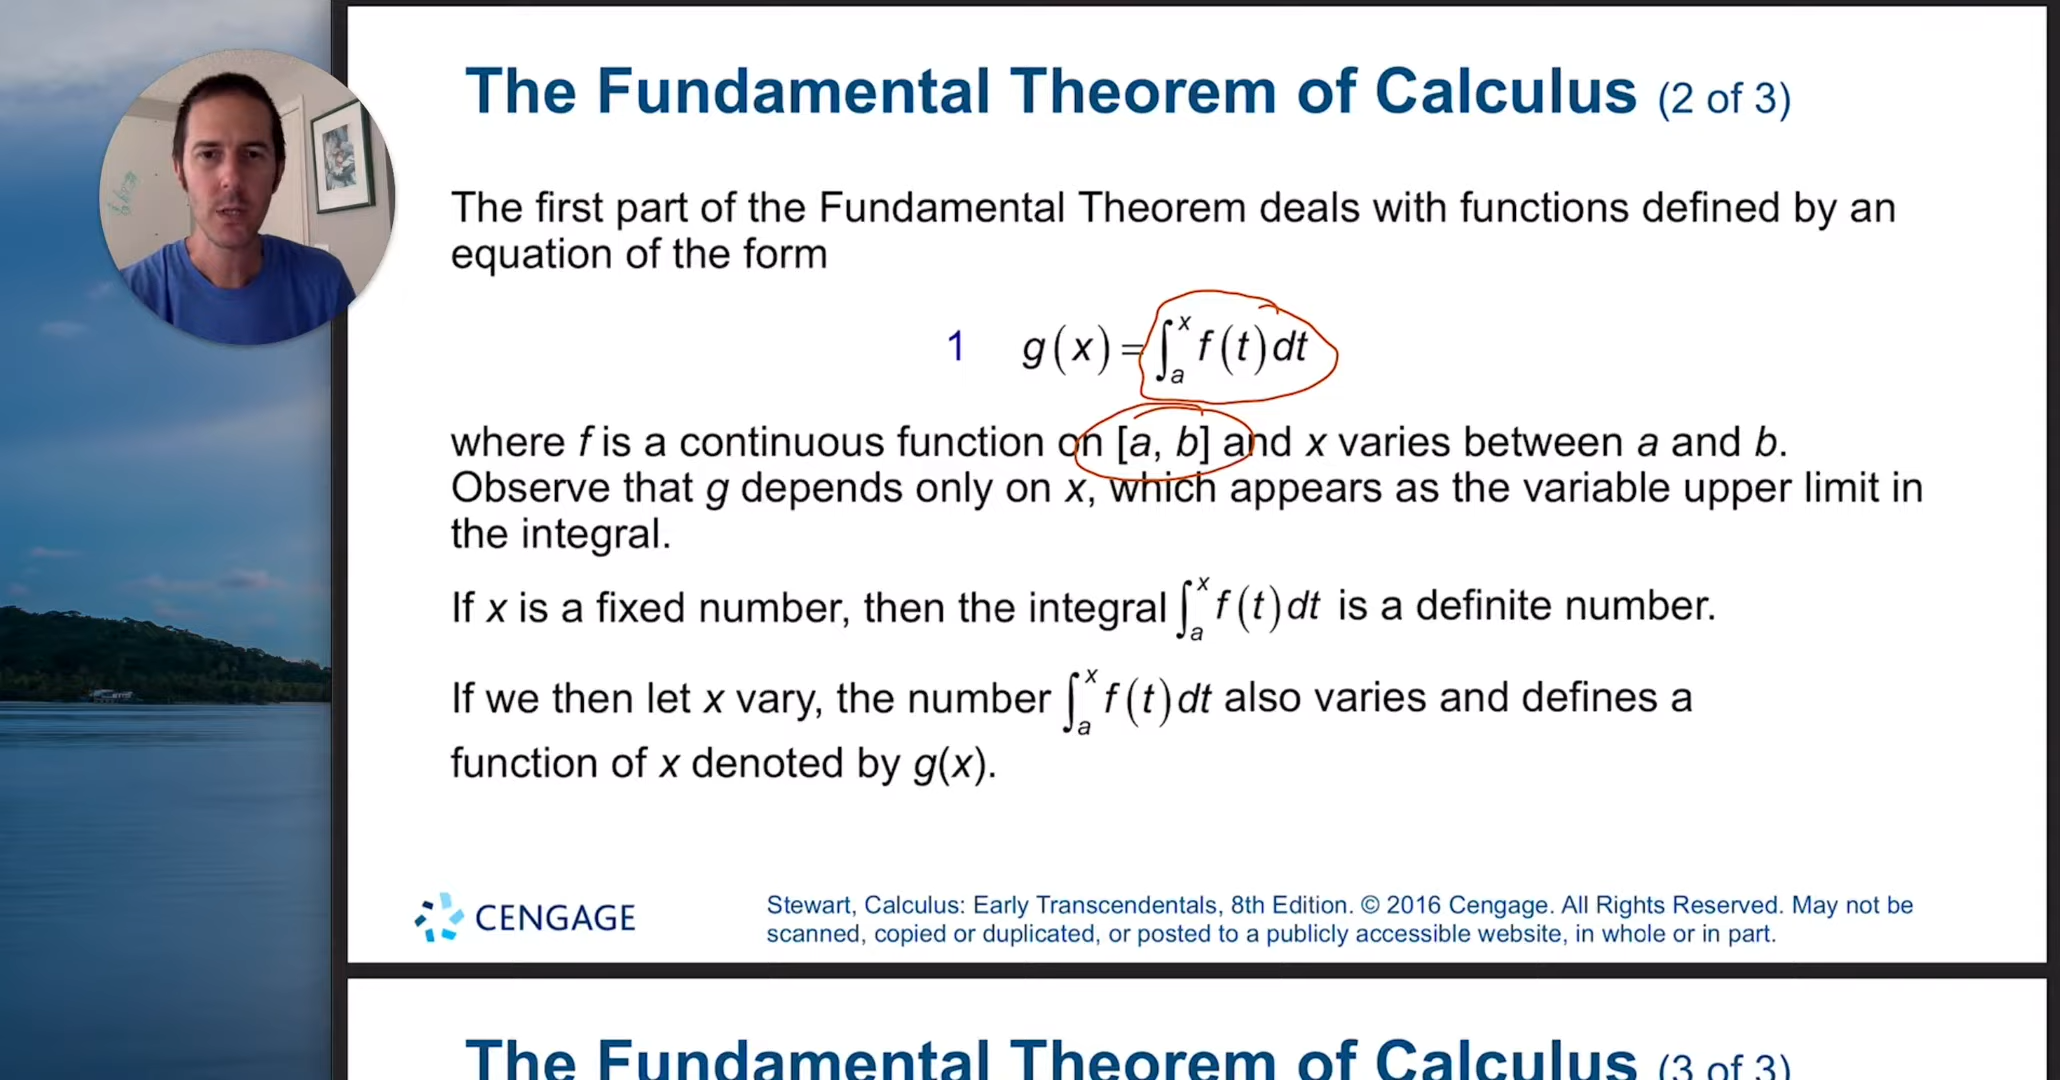 The Fundamental Theorem of Calculus (2 of 3)
The first part of the Fundamental Theorem deals with functions defined by an
equation of the form
1 g(x)=∫ₐˣ f(t)dt
where f is a continuous function on [a, b] and x varies between a and b.
Observe that g depends only on x, which appears as the variable upper limit in
the integral.
If x is a fixed number, then the integral ∫ₐˣ f(t)dt is a definite number.
If we then let x vary, the number ∫ₐˣ f(t)dt also varies and defines a
function of x denoted by g(x).
CENGAGE
Stewart, Calculus: Early Transcendentals, 8th Edition. © 2016 Cengage. All Rights Reserved. May not be
scanned, copied or duplicated, or posted to a publicly accessible website, in whole or in part.
The Fundamental Theorem of Calculus (3 of 3)